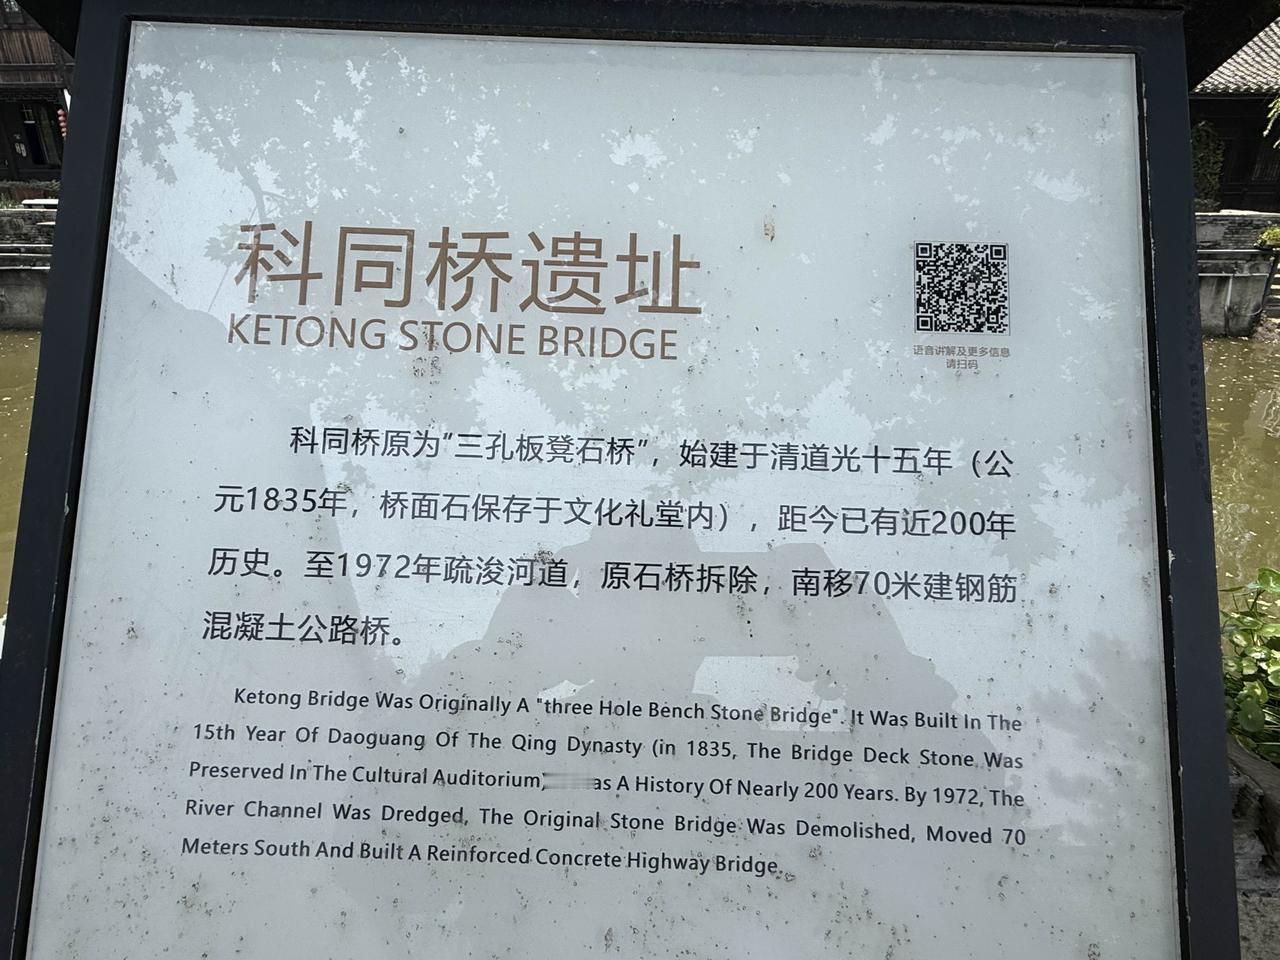 科同桥遗址
KETONG STONE BRIDGE
语音讲解及更多信息
请扫码
科同桥原为"三孔板凳石桥"，始建于清道光十五年（公
元1835年，桥面石保存于文化礼堂内），距今已有近200年
历史。至1972年疏浚河道，原石桥拆除，南移70米建钢筋
混凝土公路桥。
Ketong Bridge Was Originally A "three Hole Bench Stone Bridge". It Was Built In The
15th Year Of Daoguang Of The Qing Dynasty (in 1835, The Bridge Deck Stone Was
Preserved In The Cultural Auditorium, A History Of Nearly 200 Years. By 1972, The
River Channel Was Dredged, The Original Stone Bridge Was Demolished, Moved 70
Meters South And Built A Reinforced Concrete Highway Bridge.